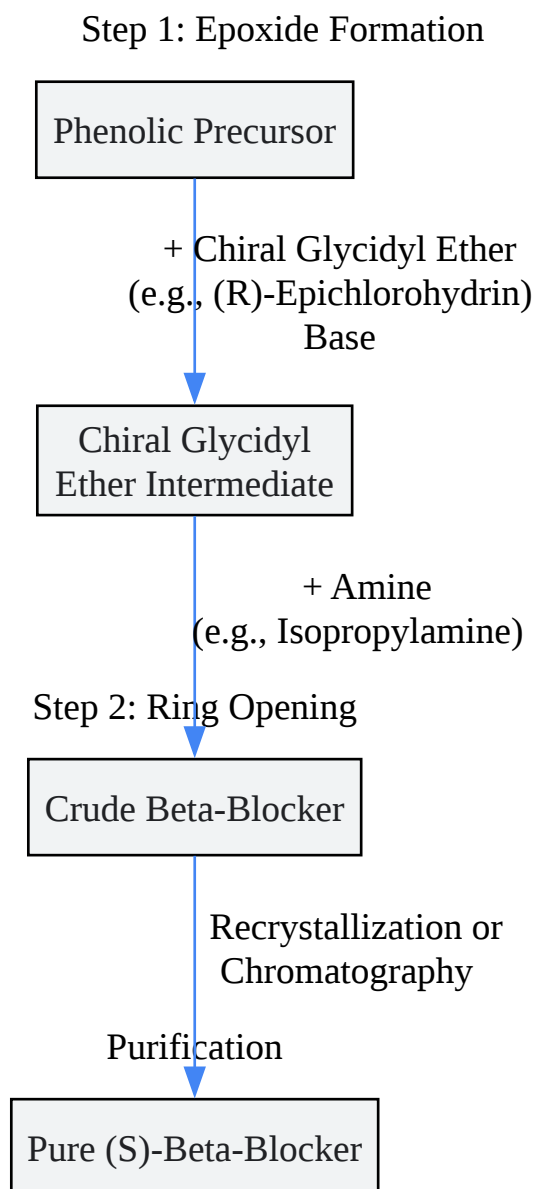 Step 1: Epoxide Formation
Phenolic Precursor
+ Chiral Glycidyl Ether
(e.g., (R)-Epichlorohydrin)
Base
Chiral Glycidyl
Ether Intermediate
+ Amine
(e.g., Isopropylamine)
Step 2: Ring Opening
Crude Beta-Blocker
Recrystallization or
Chromatography
Purification
Pure (S)-Beta-Blocker